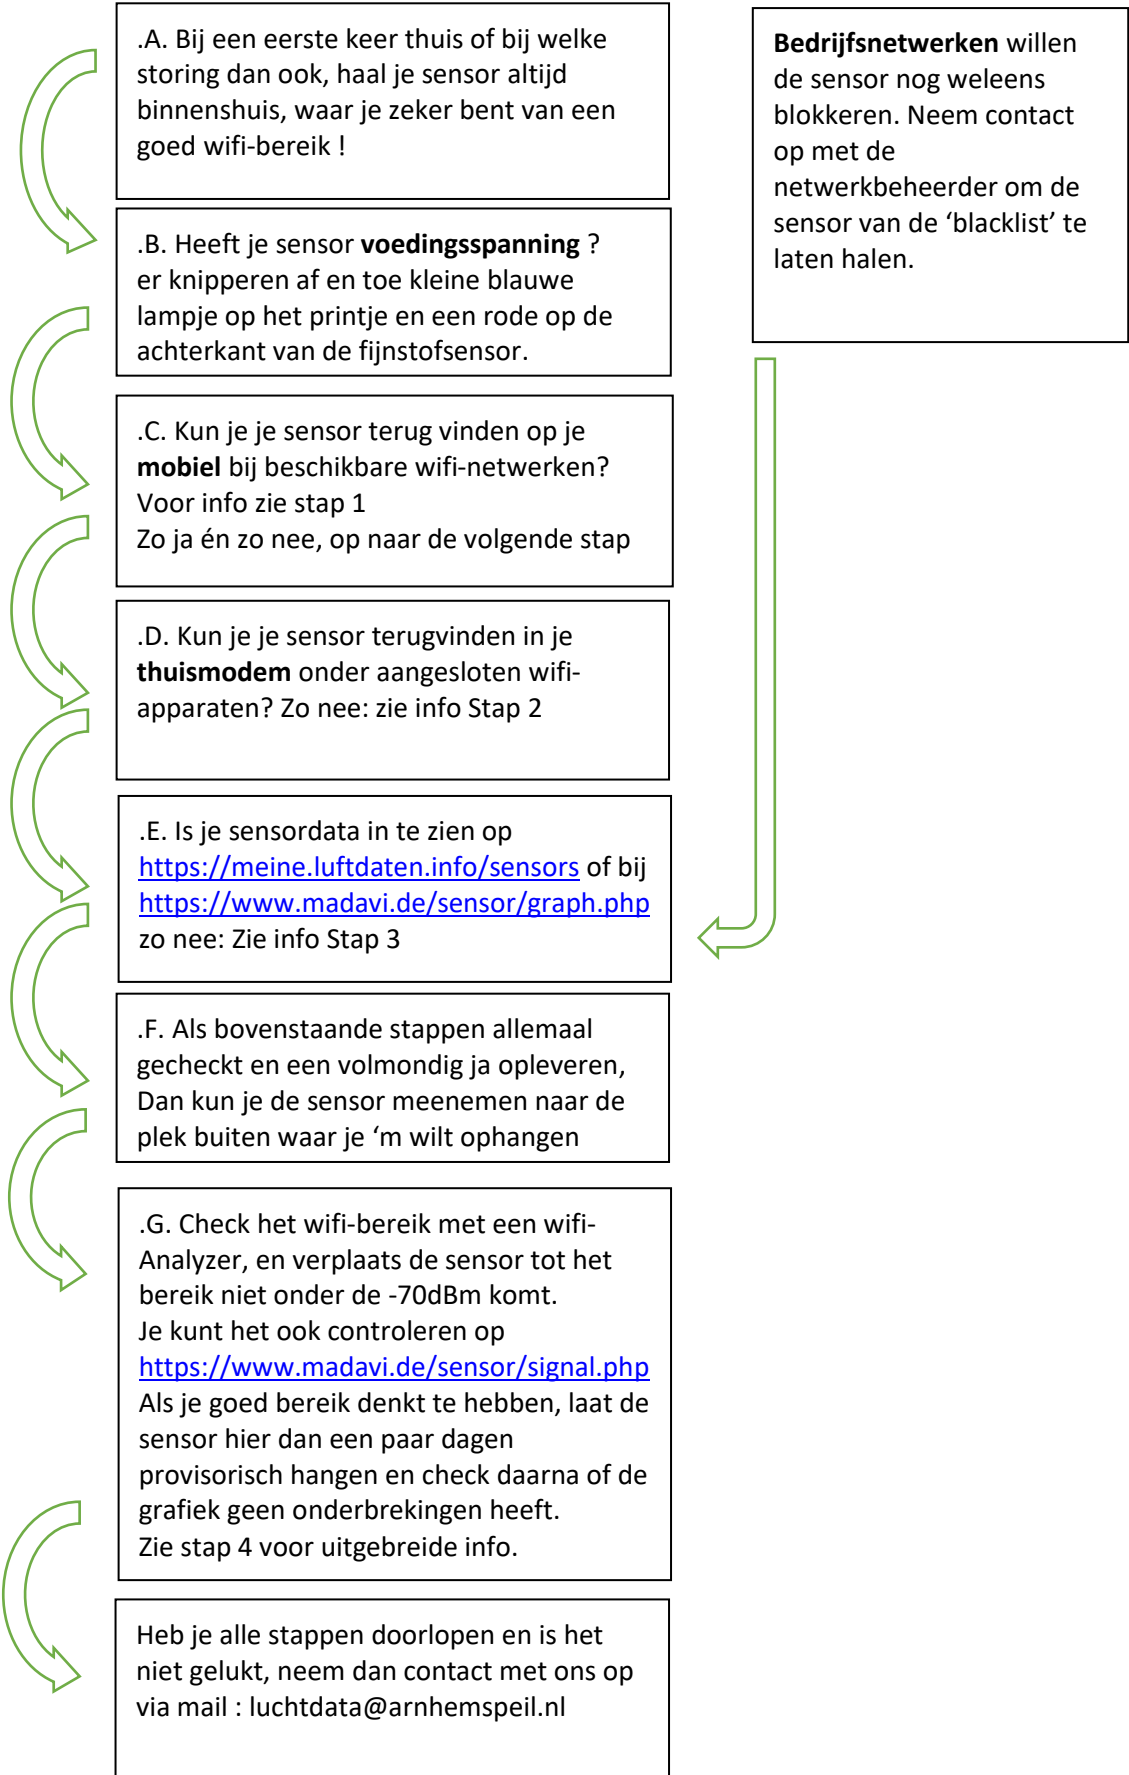 .A. Bij een eerste keer thuis of bij welke
storing dan ook, haal je sensor altijd
binnenshuis, waar je zeker bent van een
goed wifi-bereik !
Bedrijfsnetwerken willen
de sensor nog weleens
blokkeren. Neem contact
op met de
netwerkbeheerder om de
sensor van de ‘blacklist’ te
laten halen.
.B. Heeft je sensor voedingsspanning ?
er knipperen af en toe kleine blauwe
lampje op het printje en een rode op de
achterkant van de fijnstofsensor.
.C. Kun je je sensor terug vinden op je
mobiel bij beschikbare wifi-netwerken?
Voor info zie stap 1
Zo ja én zo nee, op naar de volgende stap
.D. Kun je je sensor terugvinden in je
thuismodem onder aangesloten wifi-
apparaten? Zo nee: zie info Stap 2
.E. Is je sensordata in te zien op
https://meine.luftdaten.info/sensors of bij
https://www.madavi.de/sensor/graph.php
zo nee: Zie info Stap 3
.F. Als bovenstaande stappen allemaal
gecheckt en een volmondig ja opleveren,
Dan kun je de sensor meenemen naar de
plek buiten waar je ‘m wilt ophangen
.G. Check het wifi-bereik met een wifi-
Analyzer, en verplaats de sensor tot het
bereik niet onder de -70dBm komt.
Je kunt het ook controleren op
https://www.madavi.de/sensor/signal.php
Als je goed bereik denkt te hebben, laat de
sensor hier dan een paar dagen
provisorisch hangen en check daarna of de
grafiek geen onderbrekingen heeft.
Zie stap 4 voor uitgebreide info.
Heb je alle stappen doorlopen en is het
niet gelukt, neem dan contact met ons op
via mail : luchtdata@arnhemspeil.nl